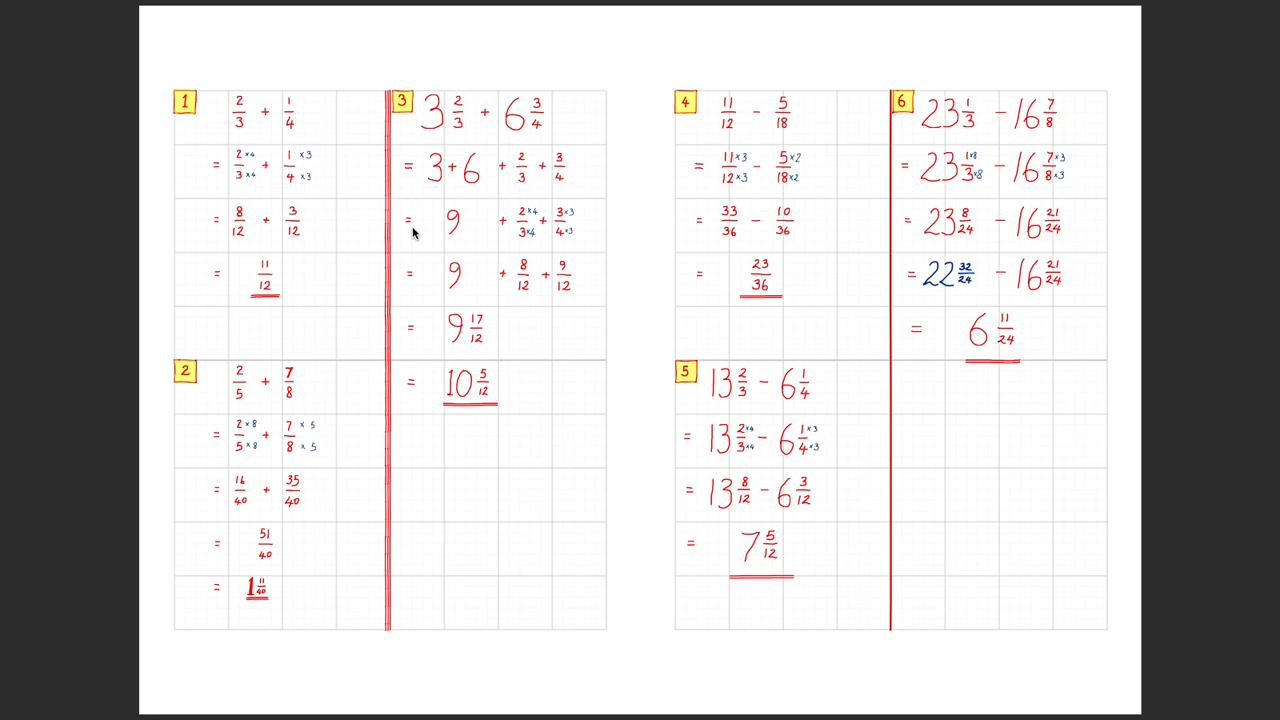 1
2/3 + 1/4
= 2×4/3×4 + 1×3/4×3
= 8/12 + 3/12
= 11/12
2
2/5 + 7/8
= 2×8/5×8 + 7×5/8×5
= 16/40 + 35/40
= 51/40
= 1 11/40
3
3 2/3 + 6 3/4
= 3+6 + 2/3 + 3/4
= 9 + 2×4/3×4 + 3×3/4×3
= 9 + 8/12 + 9/12
= 9 17/12
= 10 5/12
4
11/12 − 5/18
= 11×3/12×3 − 5×2/18×2
= 33/36 − 10/36
= 23/36
5
13 2/3 − 6 1/4
= 13 2×4/3×4 − 6 1×3/4×3
= 13 8/12 − 6 3/12
= 7 5/12
6
23 1/3 − 16 7/8
= 23 1×8/3×8 − 16 7×3/8×3
= 23 8/24 − 16 21/24
= 22 32/24 − 16 21/24
= 6 11/24